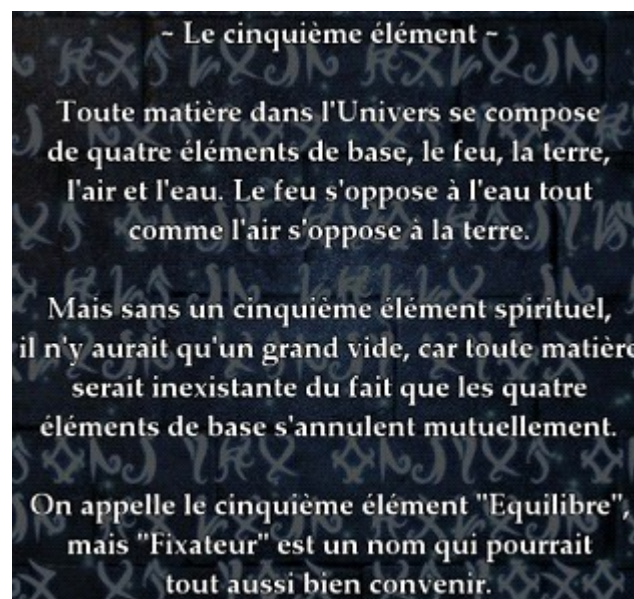 ~ Le cinquième élément ~
Toute matière dans l'Univers se compose
de quatre éléments de base, le feu, la terre,
l'air et l'eau. Le feu s'oppose à l'eau tout
comme l'air s'oppose à la terre.
Mais sans un cinquième élément spirituel,
il n'y aurait qu'un grand vide, car toute matière
serait inexistante du fait que les quatre
éléments de base s'annulent mutuellement.
On appelle le cinquième élément "Equilibre",
mais "Fixateur" est un nom qui pourrait
tout aussi bien convenir.